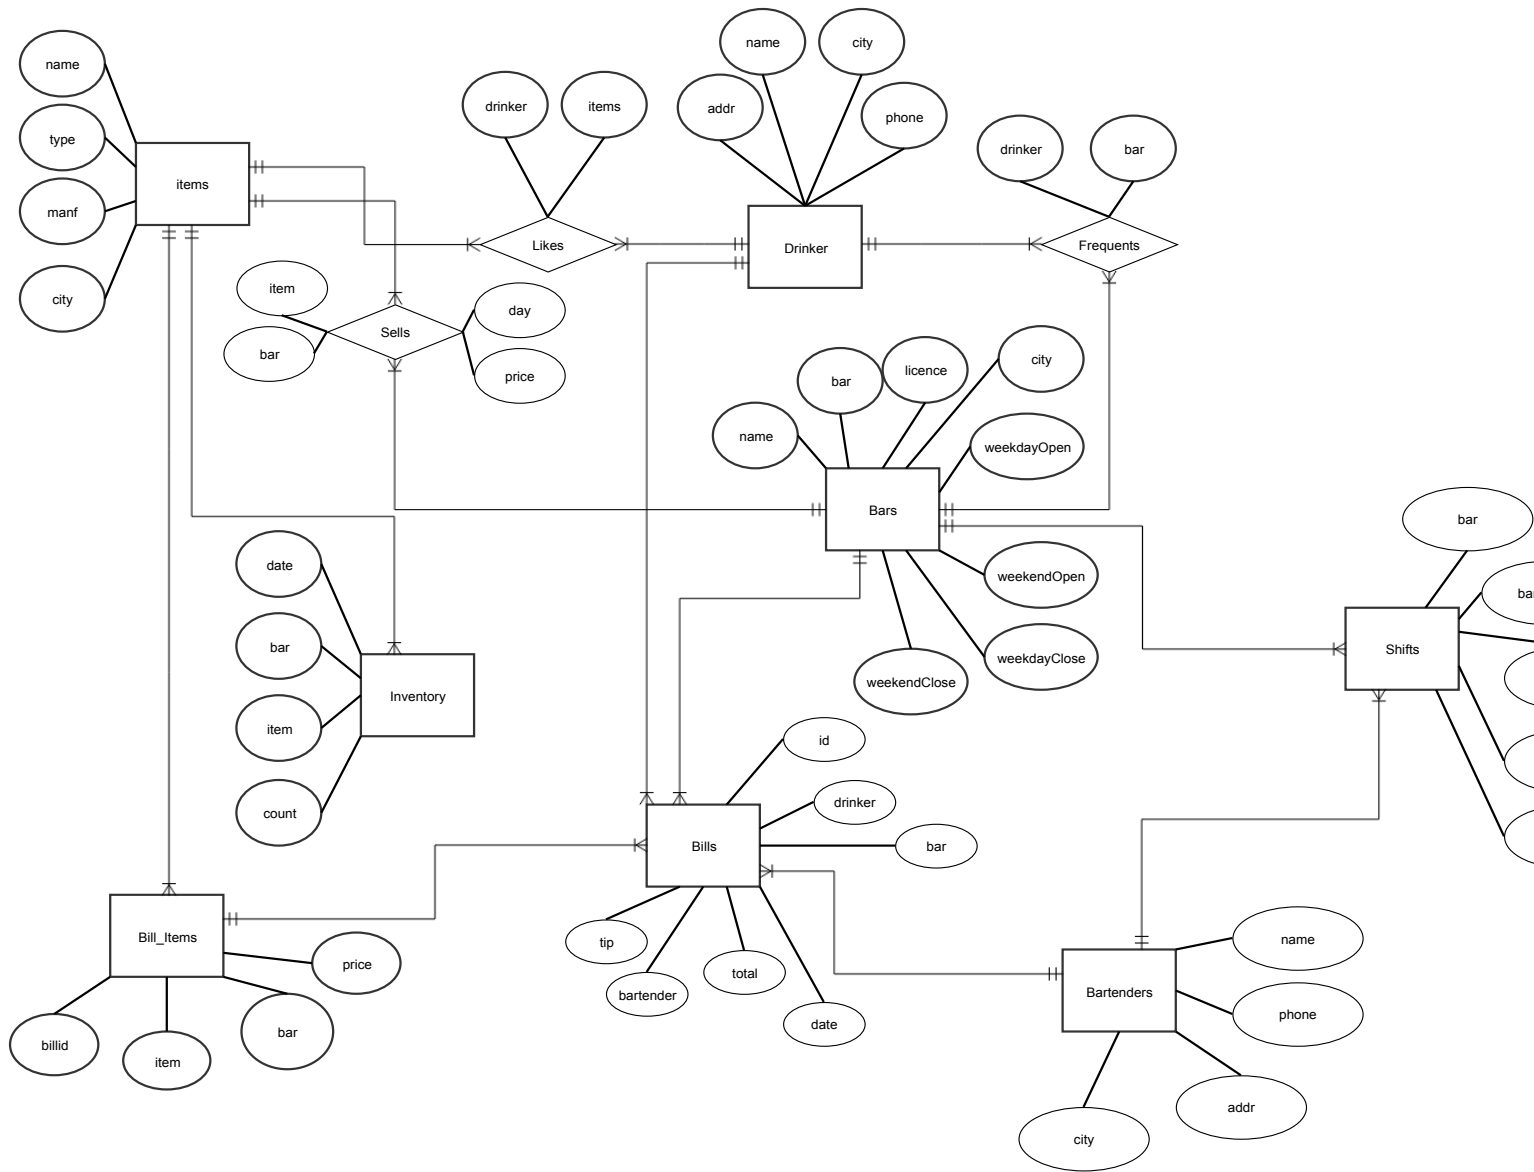 name
city
name
drinker
items
addr
phone
type
drinker
bar
items
manf
Likes
Drinker
Frequents
item
day
city
Sells
bar
price
city
licence
bar
name
weekdayOpen
Bars
bar
date
weekendOpen
bar
Shifts
weekdayClose
weekendClose
Inventory
item
id
drinker
count
Bills
bar
Bill_Items
tip
name
price
total
bartender
Bartenders
phone
date
bar
billid
item
addr
city